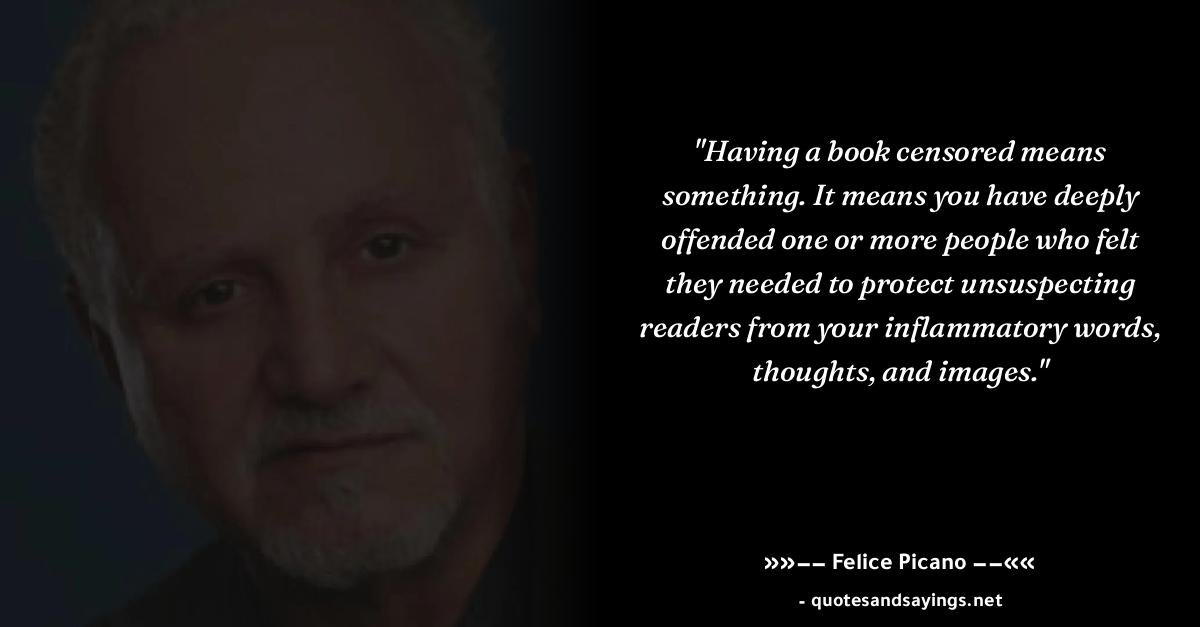 "Having a book censored means
something. It means you have deeply
offended one or more people who felt
they needed to protect unsuspecting
readers from your inflammatory words,
thoughts, and images."
»»−− Felice Picano −−««
- quotesandsayings.net